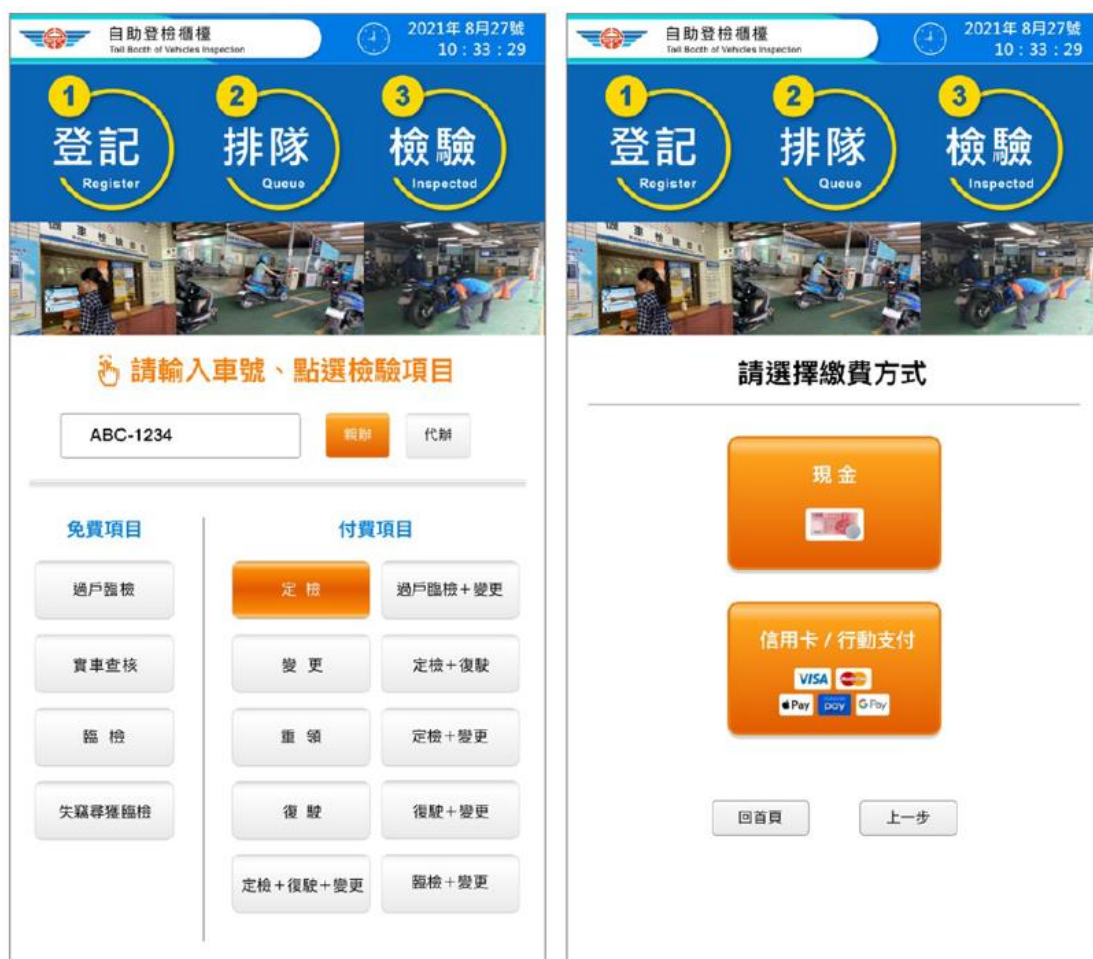 自助登檢櫃檯
Toll Booth of Vehicles Inspection
2021年 8月27號
10：33：29
1
登記
Register
2
排隊
Queue
3
檢驗
Inspected
請輸入車號、點選檢驗項目
ABC-1234
親辦
代辦
免費項目
過戶臨檢
實車查核
臨 檢
失竊尋獲臨檢
付費項目
定 檢
過戶臨檢＋變更
變 更
定檢＋復駛
重 領
定檢＋變更
復 駛
復駛＋變更
定檢＋復駛＋變更
臨檢＋變更
自助登檢櫃檯
Toll Booth of Vehicles Inspection
2021年 8月27號
10：33：29
1
登記
Register
2
排隊
Queue
3
檢驗
Inspected
請選擇繳費方式
現 金
信用卡 / 行動支付
VISA
Pay
pay
G Pay
回首頁
上一步